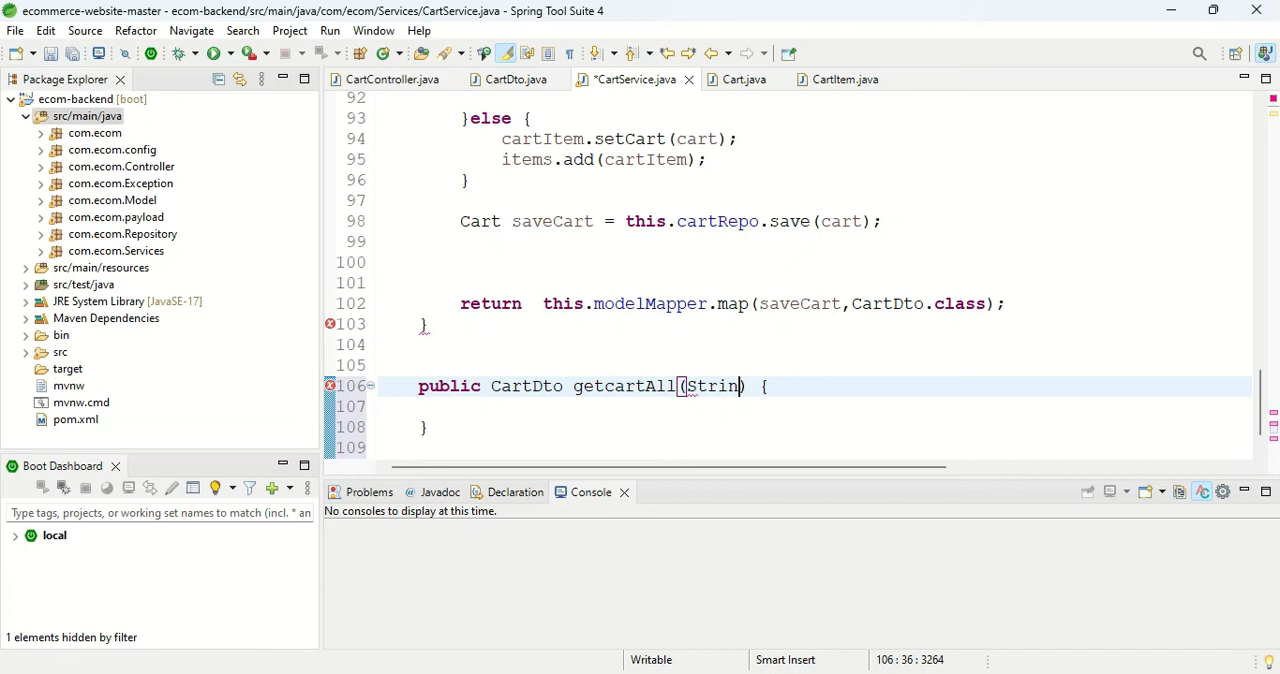 ecommerce-website-master - ecom-backend/src/main/java/com/ecom/Services/CartService.java - Spring Tool Suite 4
File Edit Source Refactor Navigate Search Project Run Window Help
Package Explorer
ecom-backend [boot]
src/main/java
com.ecom
com.ecom.config
com.ecom.Controller
com.ecom.Exception
com.ecom.Model
com.ecom.payload
com.ecom.Repository
com.ecom.Services
src/main/resources
src/test/java
JRE System Library [JavaSE-17]
Maven Dependencies
bin
src
target
mvnw
mvnw.cmd
pom.xml
CartController.java CartDto.java *CartService.java Cart.java CartItem.java
92
93 }else {
94 cartItem.setCart(cart);
95 items.add(cartItem);
96 }
97
98 Cart saveCart = this.cartRepo.save(cart);
99
100
101
102 return  this.modelMapper.map(saveCart,CartDto.class);
103 }
104
105
106 public CartDto getcartAll(Strin) {
107
108 }
109
Boot Dashboard
Type tags, projects, or working set names to match (incl. * an
local
1 elements hidden by filter
Problems Javadoc Declaration Console
No consoles to display at this time.
Writable Smart Insert 106 : 36 : 3264